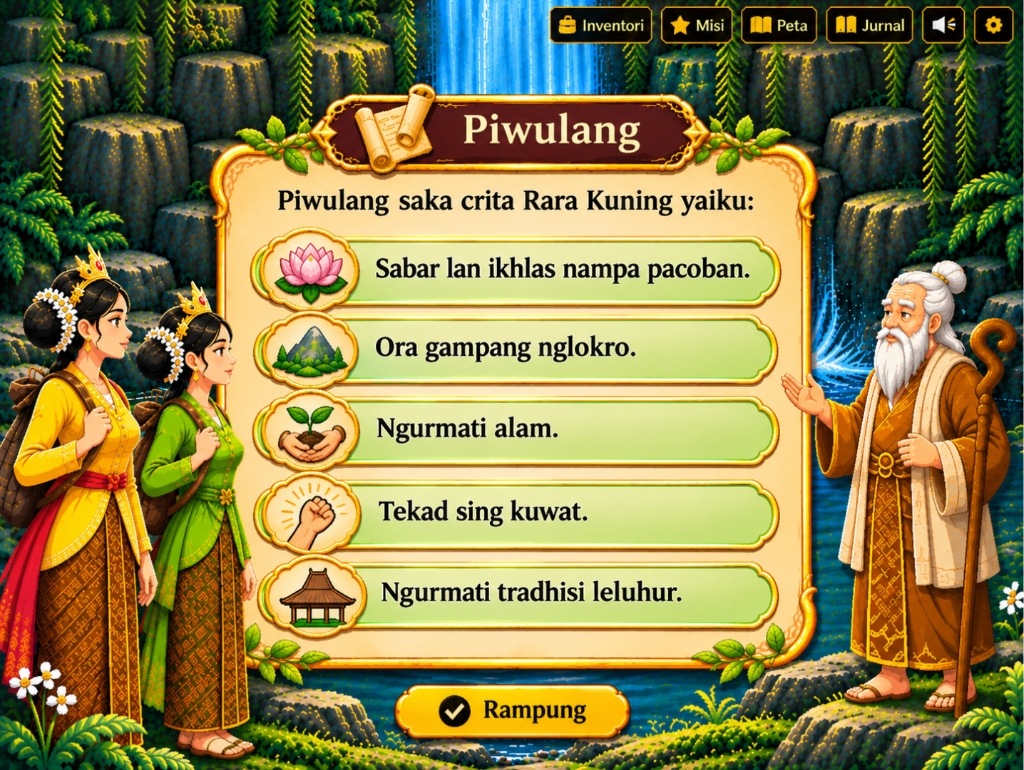 Inventori
Misi
Peta
Jurnal
Piwulang
Piwulang saka crita Rara Kuning yaiku:
Sabar lan ikhlas nampa pacoban.
Ora gampang nglokro.
Ngurmati alam.
Tekad sing kuwat.
Ngurmati tradhisi leluhur.
Rampung